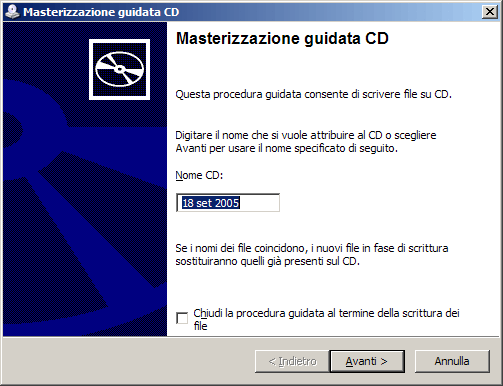 Masterizzazione guidata CD
Masterizzazione guidata CD
Questa procedura guidata consente di scrivere file su CD.
Digitare il nome che si vuole attribuire al CD o scegliere
Avanti per usare il nome specificato di seguito.
Nome CD:
18 set 2005
Se i nomi dei file coincidono, i nuovi file in fase di scrittura
sostituiranno quelli già presenti sul CD.
Chiudi la procedura guidata al termine della scrittura dei
file
< Indietro
Avanti >
Annulla